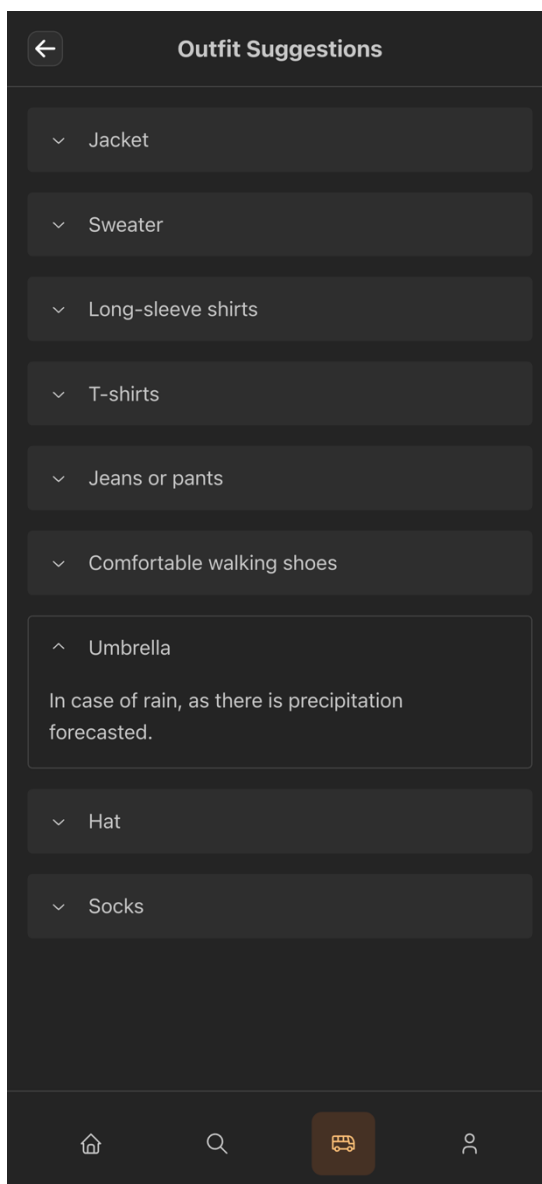 Outfit Suggestions
Jacket
Sweater
Long-sleeve shirts
T-shirts
Jeans or pants
Comfortable walking shoes
Umbrella
In case of rain, as there is precipitation
forecasted.
Hat
Socks